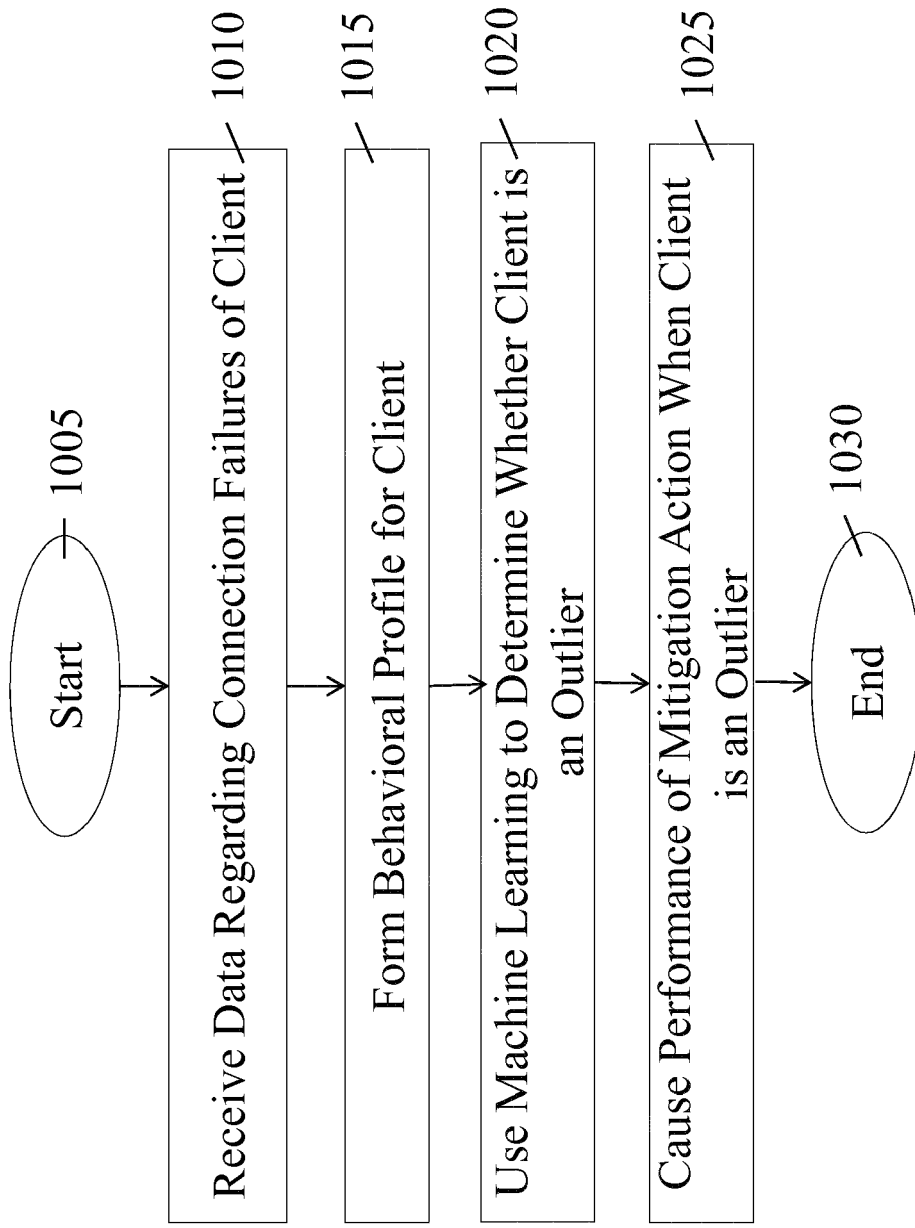 Start
1005
Receive Data Regarding Connection Failures of Client
1010
Form Behavioral Profile for Client
1015
Use Machine Learning to Determine Whether Client is
an Outlier
1020
Cause Performance of Mitigation Action When Client
is an Outlier
1025
End
1030